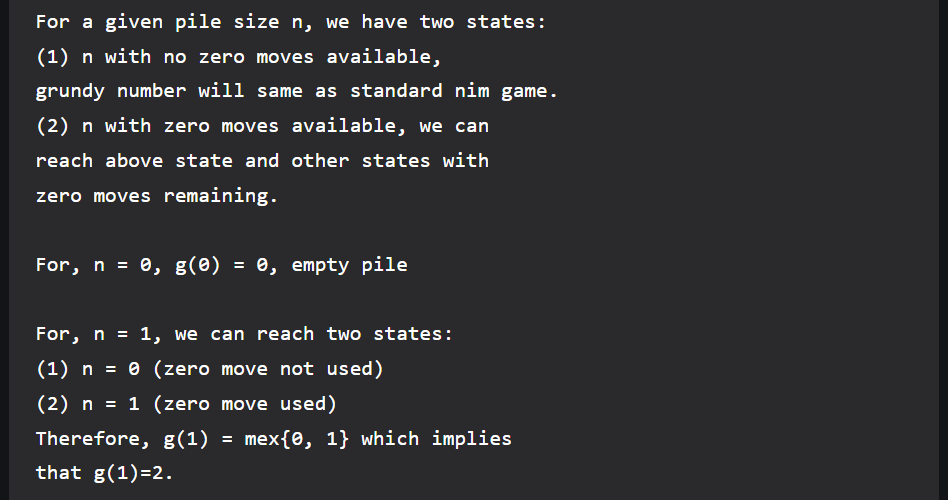 For a given pile size n, we have two states:
(1) n with no zero moves available,
grundy number will same as standard nim game.
(2) n with zero moves available, we can
reach above state and other states with
zero moves remaining.
For, n = 0, g(0) = 0, empty pile
For, n = 1, we can reach two states:
(1) n = 0 (zero move not used)
(2) n = 1 (zero move used)
Therefore, g(1) = mex{0, 1} which implies
that g(1)=2.